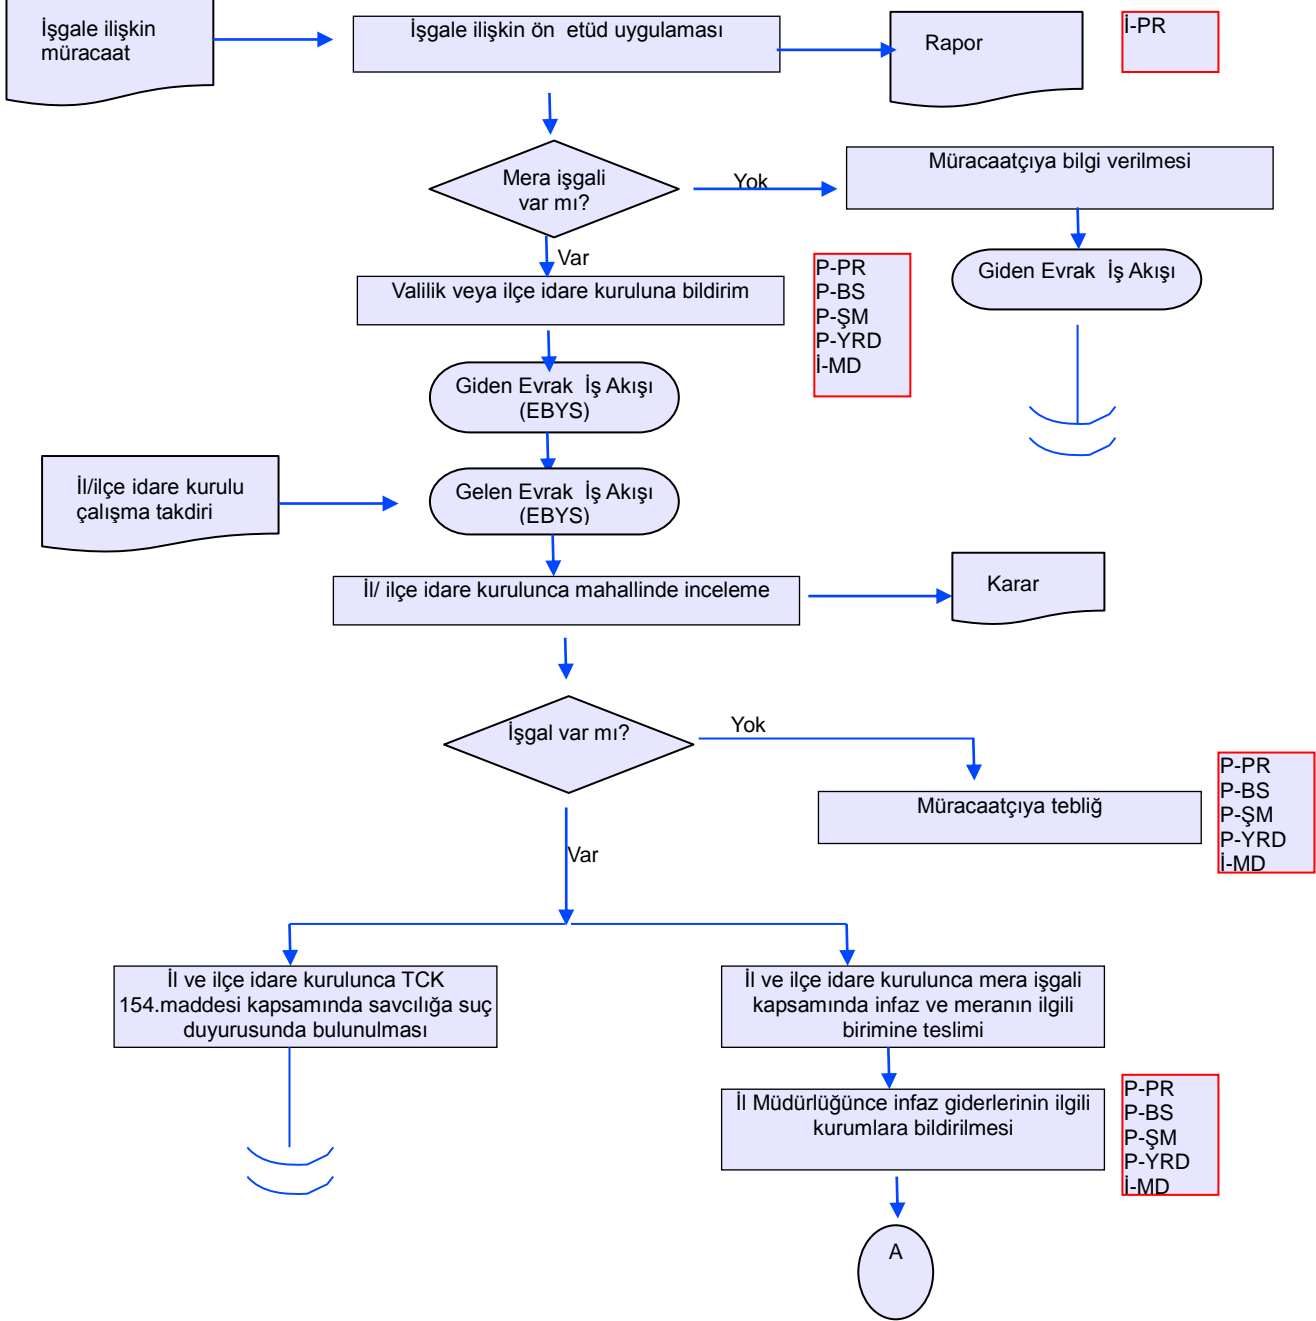 İşgale ilişkin
müracaat
İşgale ilişkin ön etüd uygulaması
Rapor
İ-PR
Mera işgali
var mı?
Yok
Müracaatçıya bilgi verilmesi
Var
Giden Evrak İş Akışı
Valilik veya ilçe idare kuruluna bildirim
P-PR
P-BS
P-ŞM
P-YRD
İ-MD
Giden Evrak İş Akışı
(EBYS)
İl/ilçe idare kurulu
çalışma takdiri
Gelen Evrak İş Akışı
(EBYS)
İl/ ilçe idare kurulunca mahallinde inceleme
Karar
İşgal var mı?
Yok
Müracaatçıya tebliğ
P-PR
P-BS
P-ŞM
P-YRD
İ-MD
Var
İl ve ilçe idare kurulunca TCK
154.maddesi kapsamında savcılığa suç
duyurusunda bulunulması
İl ve ilçe idare kurulunca mera işgali
kapsamında infaz ve meranın ilgili
birimine teslimi
İl Müdürlüğünce infaz giderlerinin ilgili
kurumlara bildirilmesi
P-PR
P-BS
P-ŞM
P-YRD
İ-MD
A